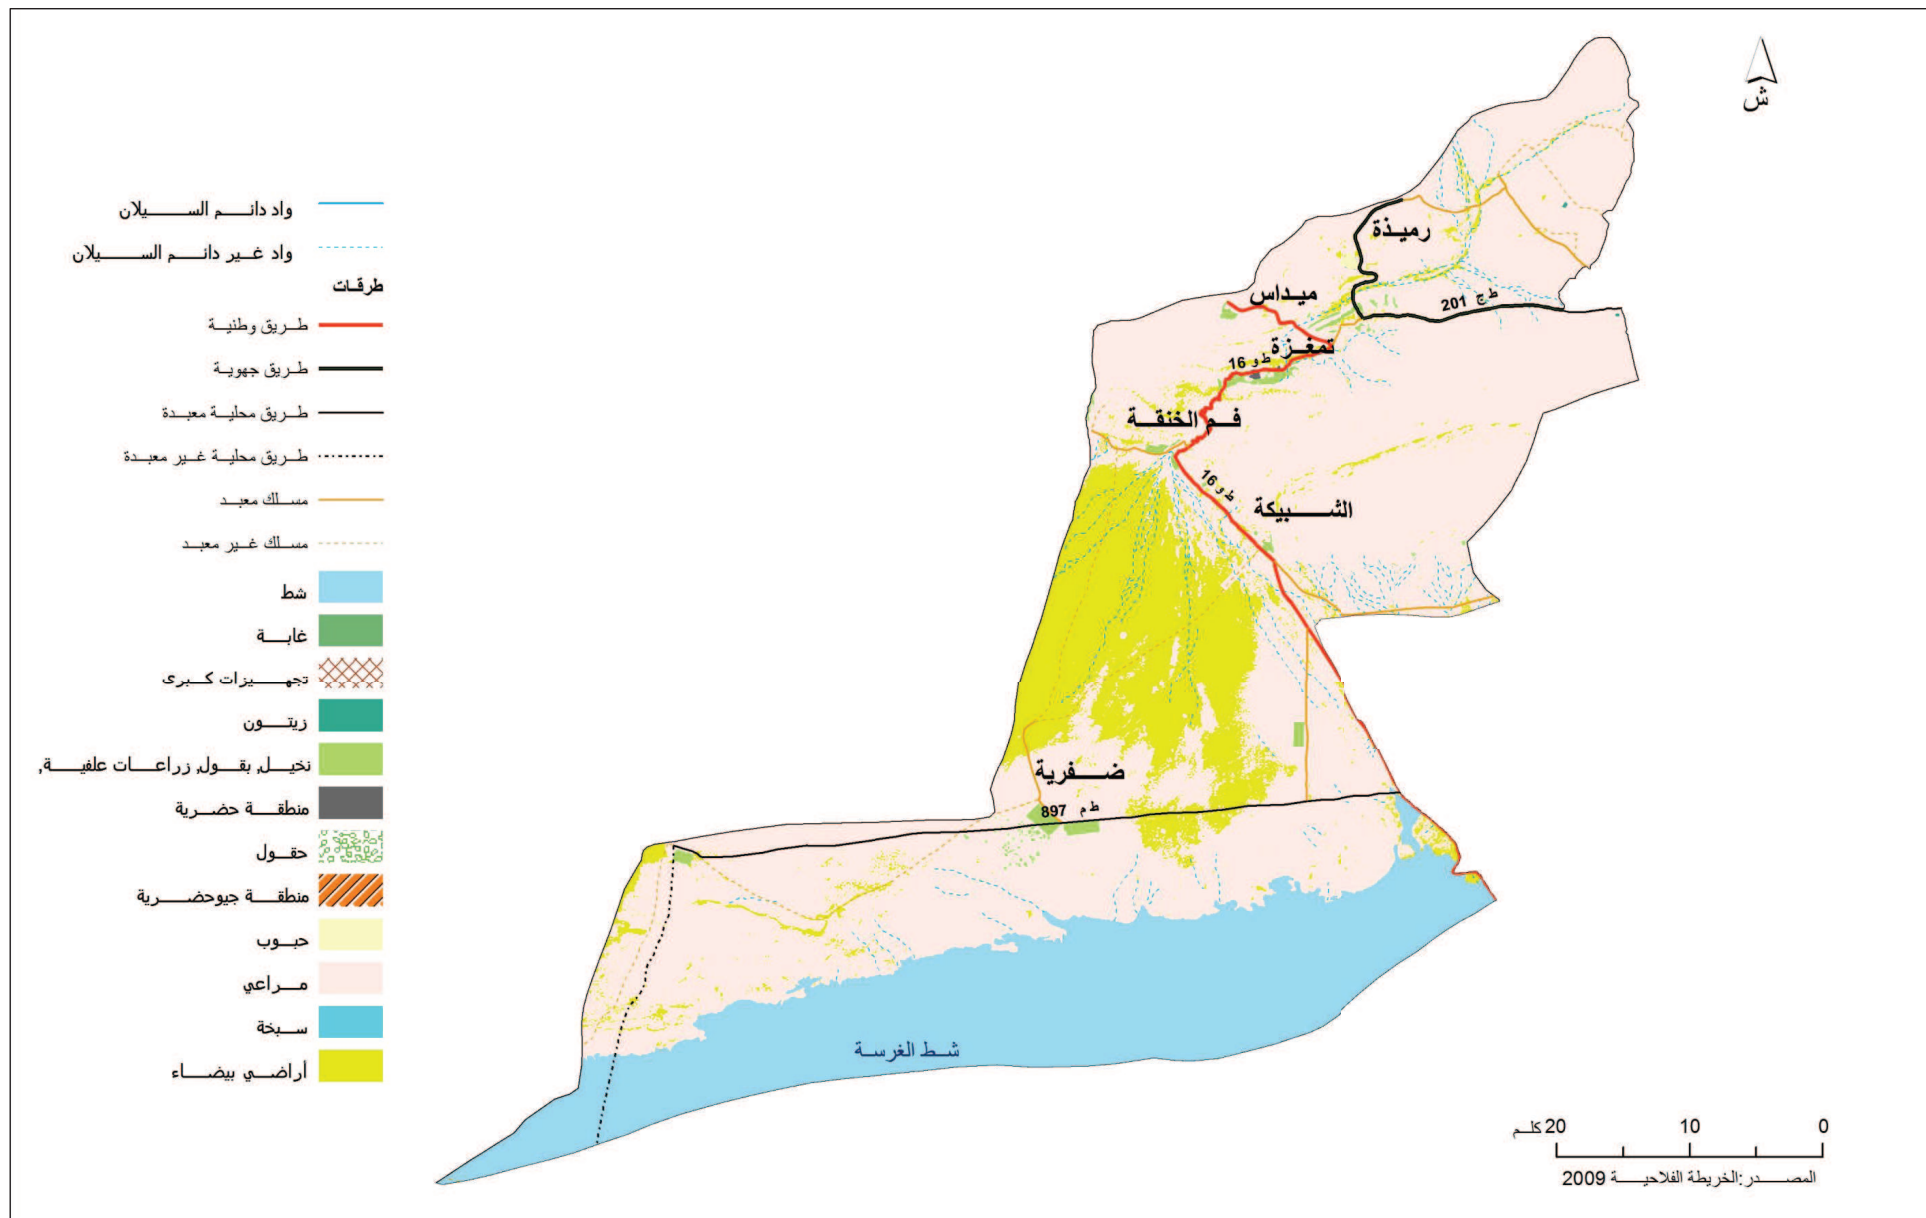 ش
واد دائم السيلان
واد غير دائم السيلان
طرقات
طريق وطنية
طريق جهوية
طريق محلية معبدة
طريق محلية غير معبدة
مسلك معبد
مسلك غير معبد
شط
غابة
تجهيزات كبرى
زيتون
نخيل, بقول, زراعات علفية,
منطقة حضرية
حقول
منطقة جيوحضرية
حبوب
مراعي
سبخة
أراضي بيضاء
رميذة
ط ج 201
ميداس
تمغزة
ط و 16
فم الخنقة
ط و 16
الشبيكة
ضفرية
ط م 897
شط الغرسة
0 10 20 كلم
المصدر:الخريطة الفلاحية 2009